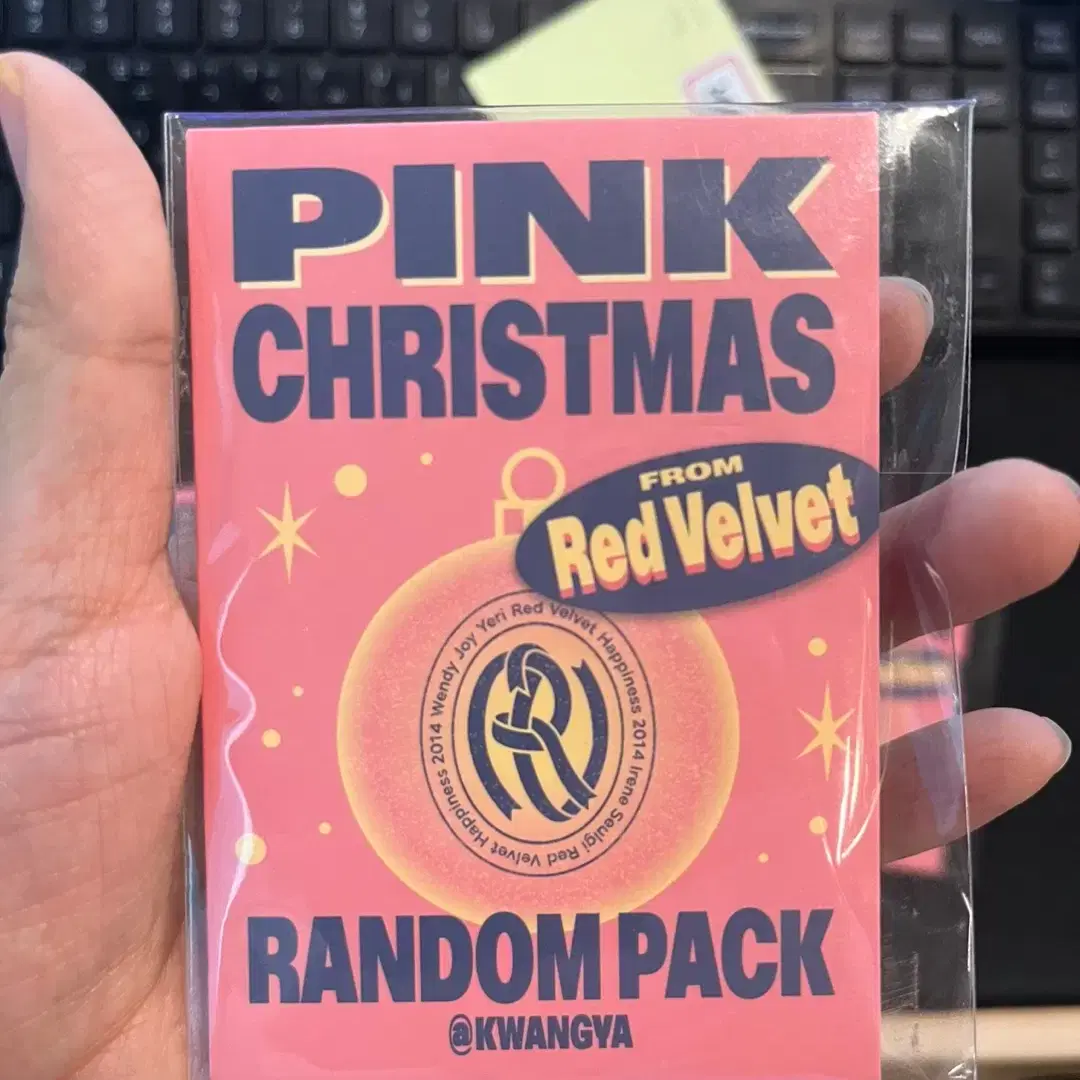 PINK
CHRISTMAS
FROM
Red Velvet
Wendy Joy Yeri Red Velvet Happiness 2014 Irene Seulgi Red Velvet Happiness 2014
RANDOM PACK
@KWANGYA